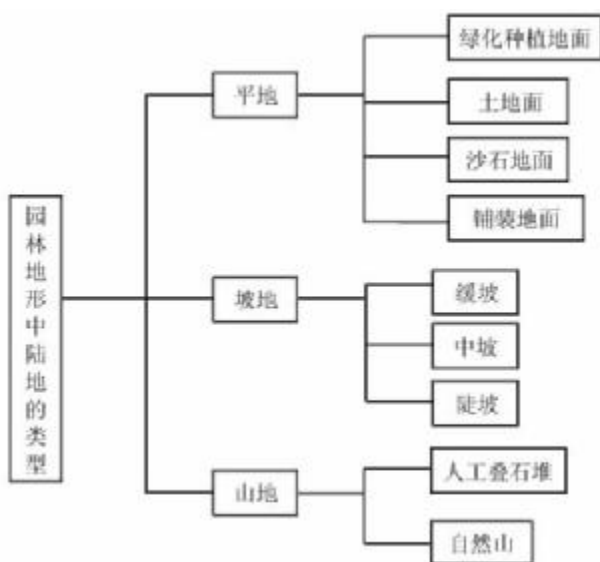 园林地形中陆地的类型
平地
绿化种植地面
土地面
沙石地面
铺装地面
坡地
缓坡
中坡
陡坡
山地
人工叠石堆
自然山